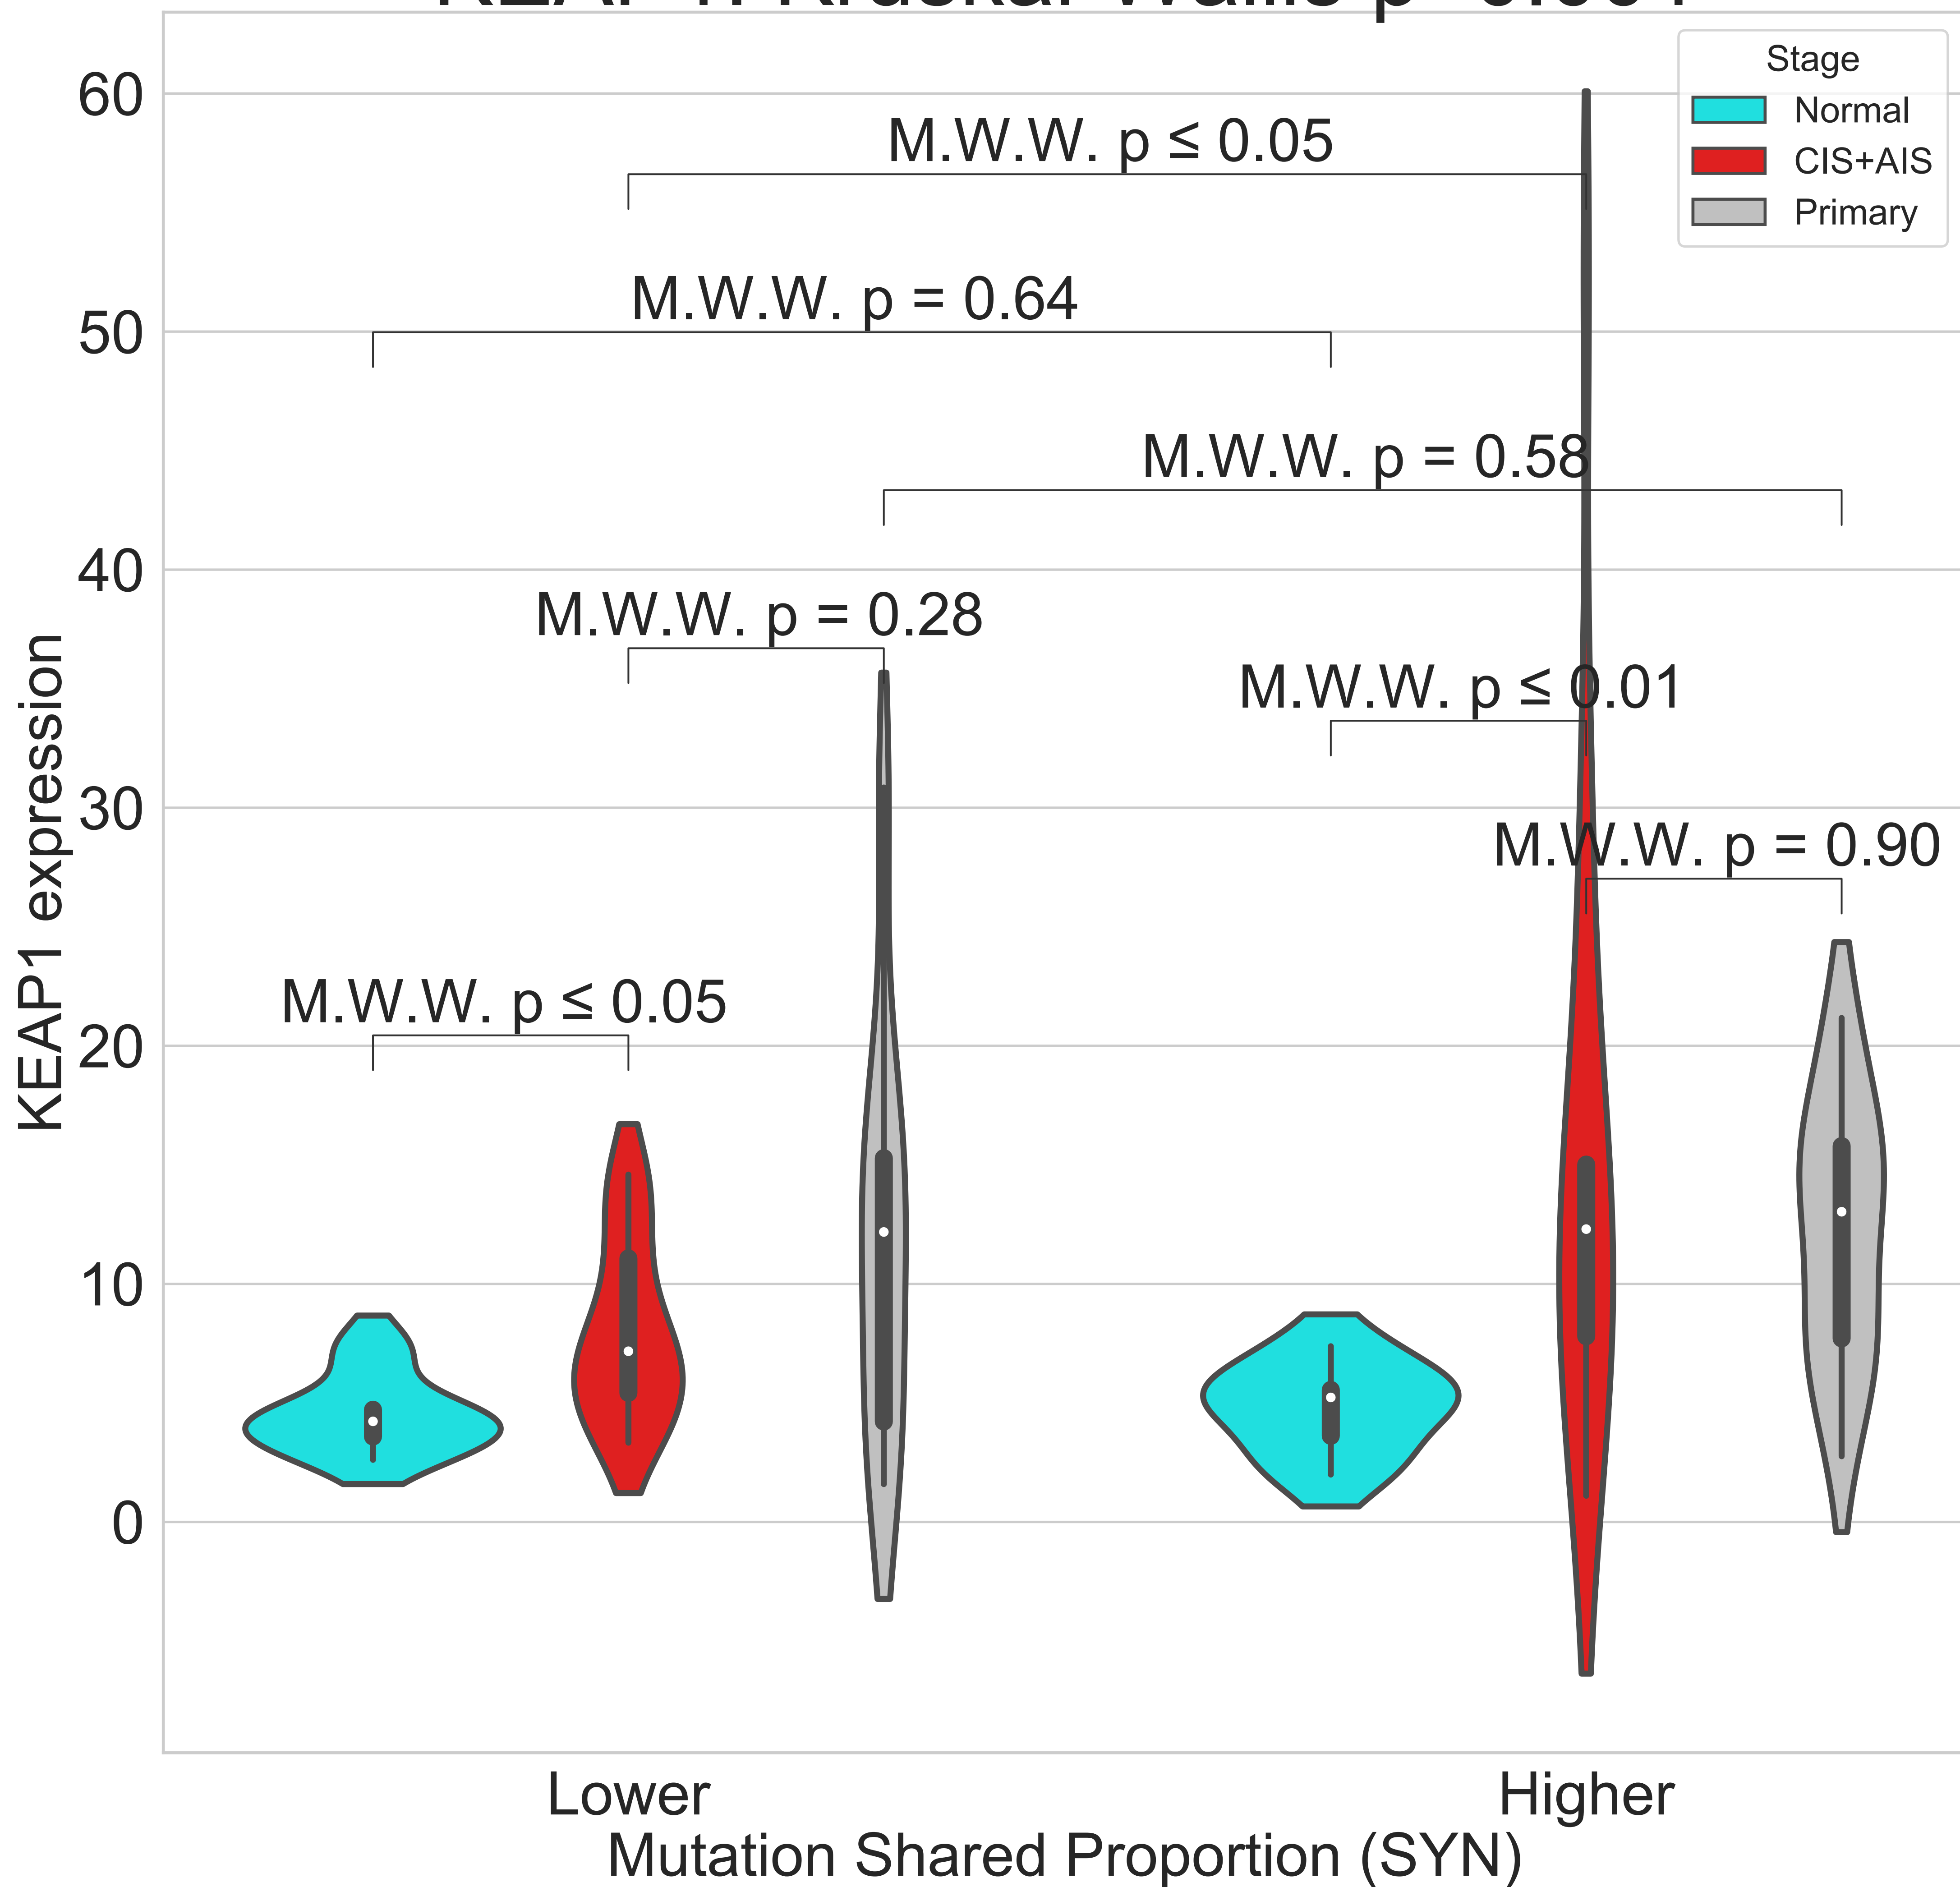 Stage
Normal
CIS+AIS
Primary
60
50
40
30
20
10
0
KEAP1 expression
M.W.W. p ≤ 0.05
M.W.W. p = 0.64
M.W.W. p = 0.58
M.W.W. p = 0.28
M.W.W. p ≤ 0.01
M.W.W. p = 0.90
M.W.W. p ≤ 0.05
Lower
Higher
Mutation Shared Proportion (SYN)